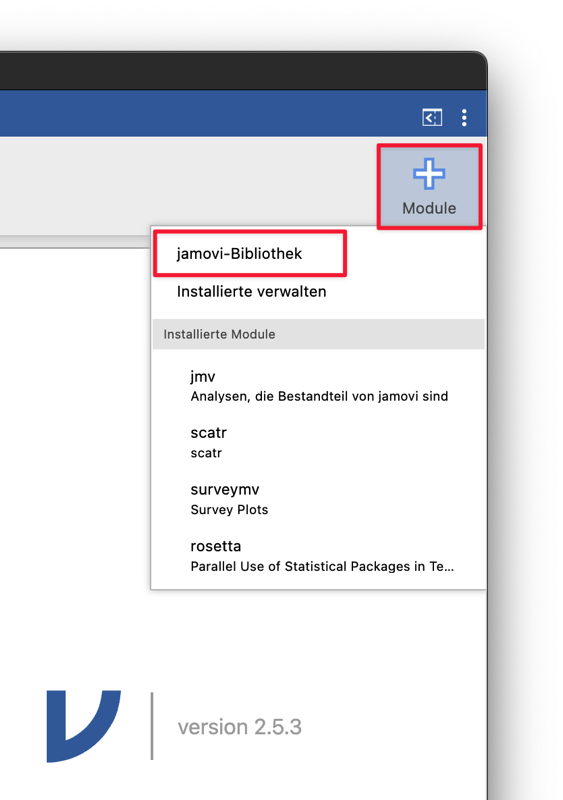 Module
jamovi-Bibliothek
Installierte verwalten
Installierte Module
jmv
Analysen, die Bestandteil von jamovi sind
scatr
scatr
surveymv
Survey Plots
rosetta
Parallel Use of Statistical Packages in Te...
version 2.5.3